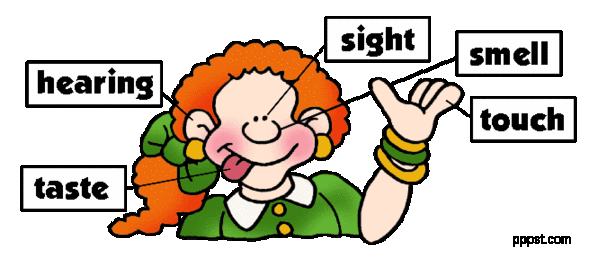 sight
smell
hearing
touch
taste
pppst.com